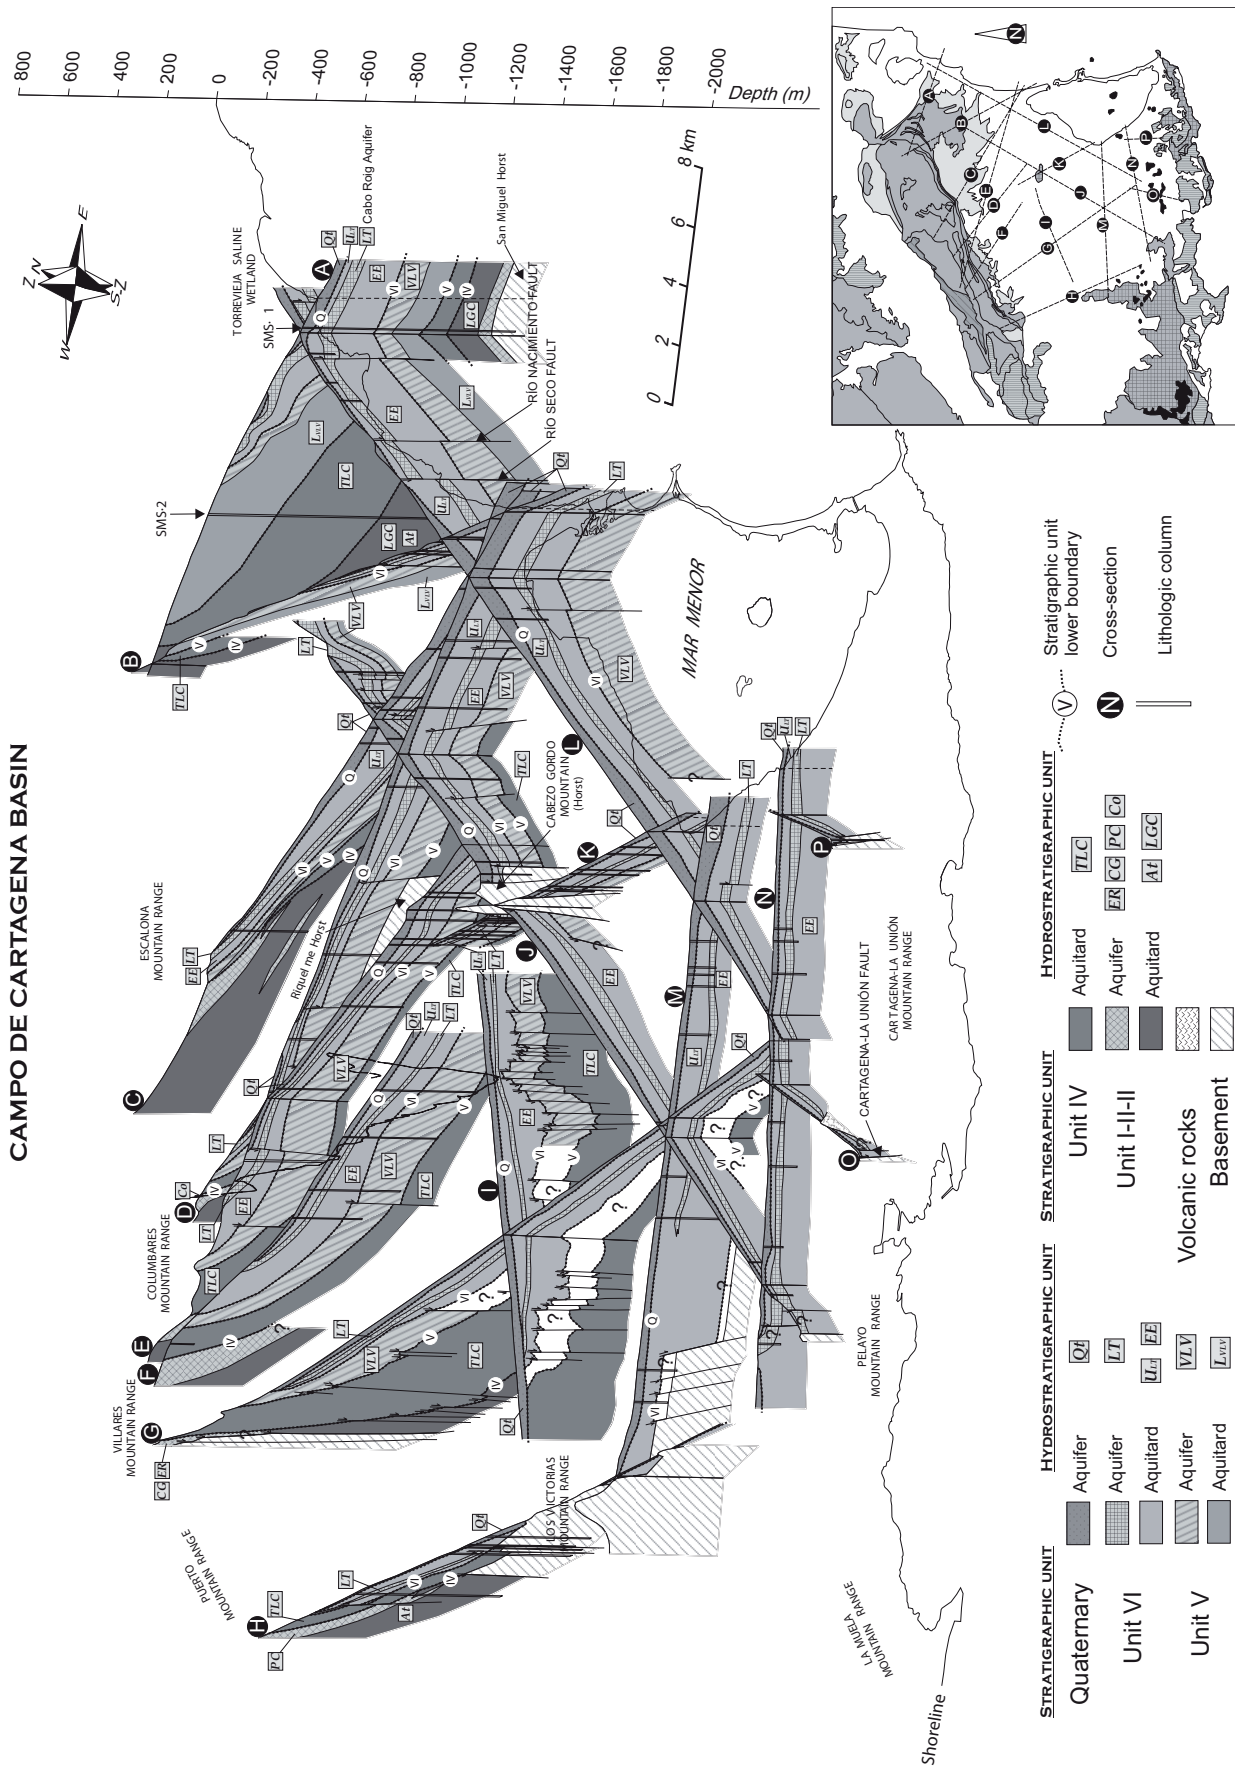 CAMPO DE CARTAGENA BASIN
800
600
400
200
0
-200
-400
-600
-800
-1000
-1200
-1400
-1600
-1800
-2000
Depth (m)
0
2
4
6
8 km
W
E
N
S
TORREVIEJA SALINE
WETLAND
SMS- 1
SMS-2
Cabo Roig Aquifer
San Miguel Horst
RÍO NACIMIENTO FAULT
RÍO SECO FAULT
ESCALONA
MOUNTAIN RANGE
COLUMBARES
MOUNTAIN RANGE
VILLARES
MOUNTAIN RANGE
PUERTO
MOUNTAIN RANGE
LOS VICTORIAS
MOUNTAIN RANGE
LA MUELA RANGE
MOUNTAIN RANGE
PELAYO
MOUNTAIN RANGE
CARTAGENA-LA UNIÓN FAULT
CARTAGENA-LA UNIÓN
MOUNTAIN RANGE
CABEZO GORDO
MOUNTAIN
(Horst)
Riquel me Horst
MAR MENOR
Shoreline
A
B
C
D
E
F
G
H
I
J
K
L
M
N
O
P
STRATIGRAPHIC UNIT
HYDROSTRATIGRAPHIC UNIT
Quaternary
Aquifer
Qt
Unit VI
Aquifer
LT
Aquitard
ULT
EE
Unit V
Aquifer
VLV
Aquitard
LVLV
STRATIGRAPHIC UNIT
HYDROSTRATIGRAPHIC UNIT
Unit IV
Aquitard
TLC
Unit I-II-II
Aquifer
ER
CG
PC
Co
Aquitard
At
LGC
Volcanic rocks
Basement
V
Stratigraphic unit
lower boundary
N
Cross-section
Lithologic column